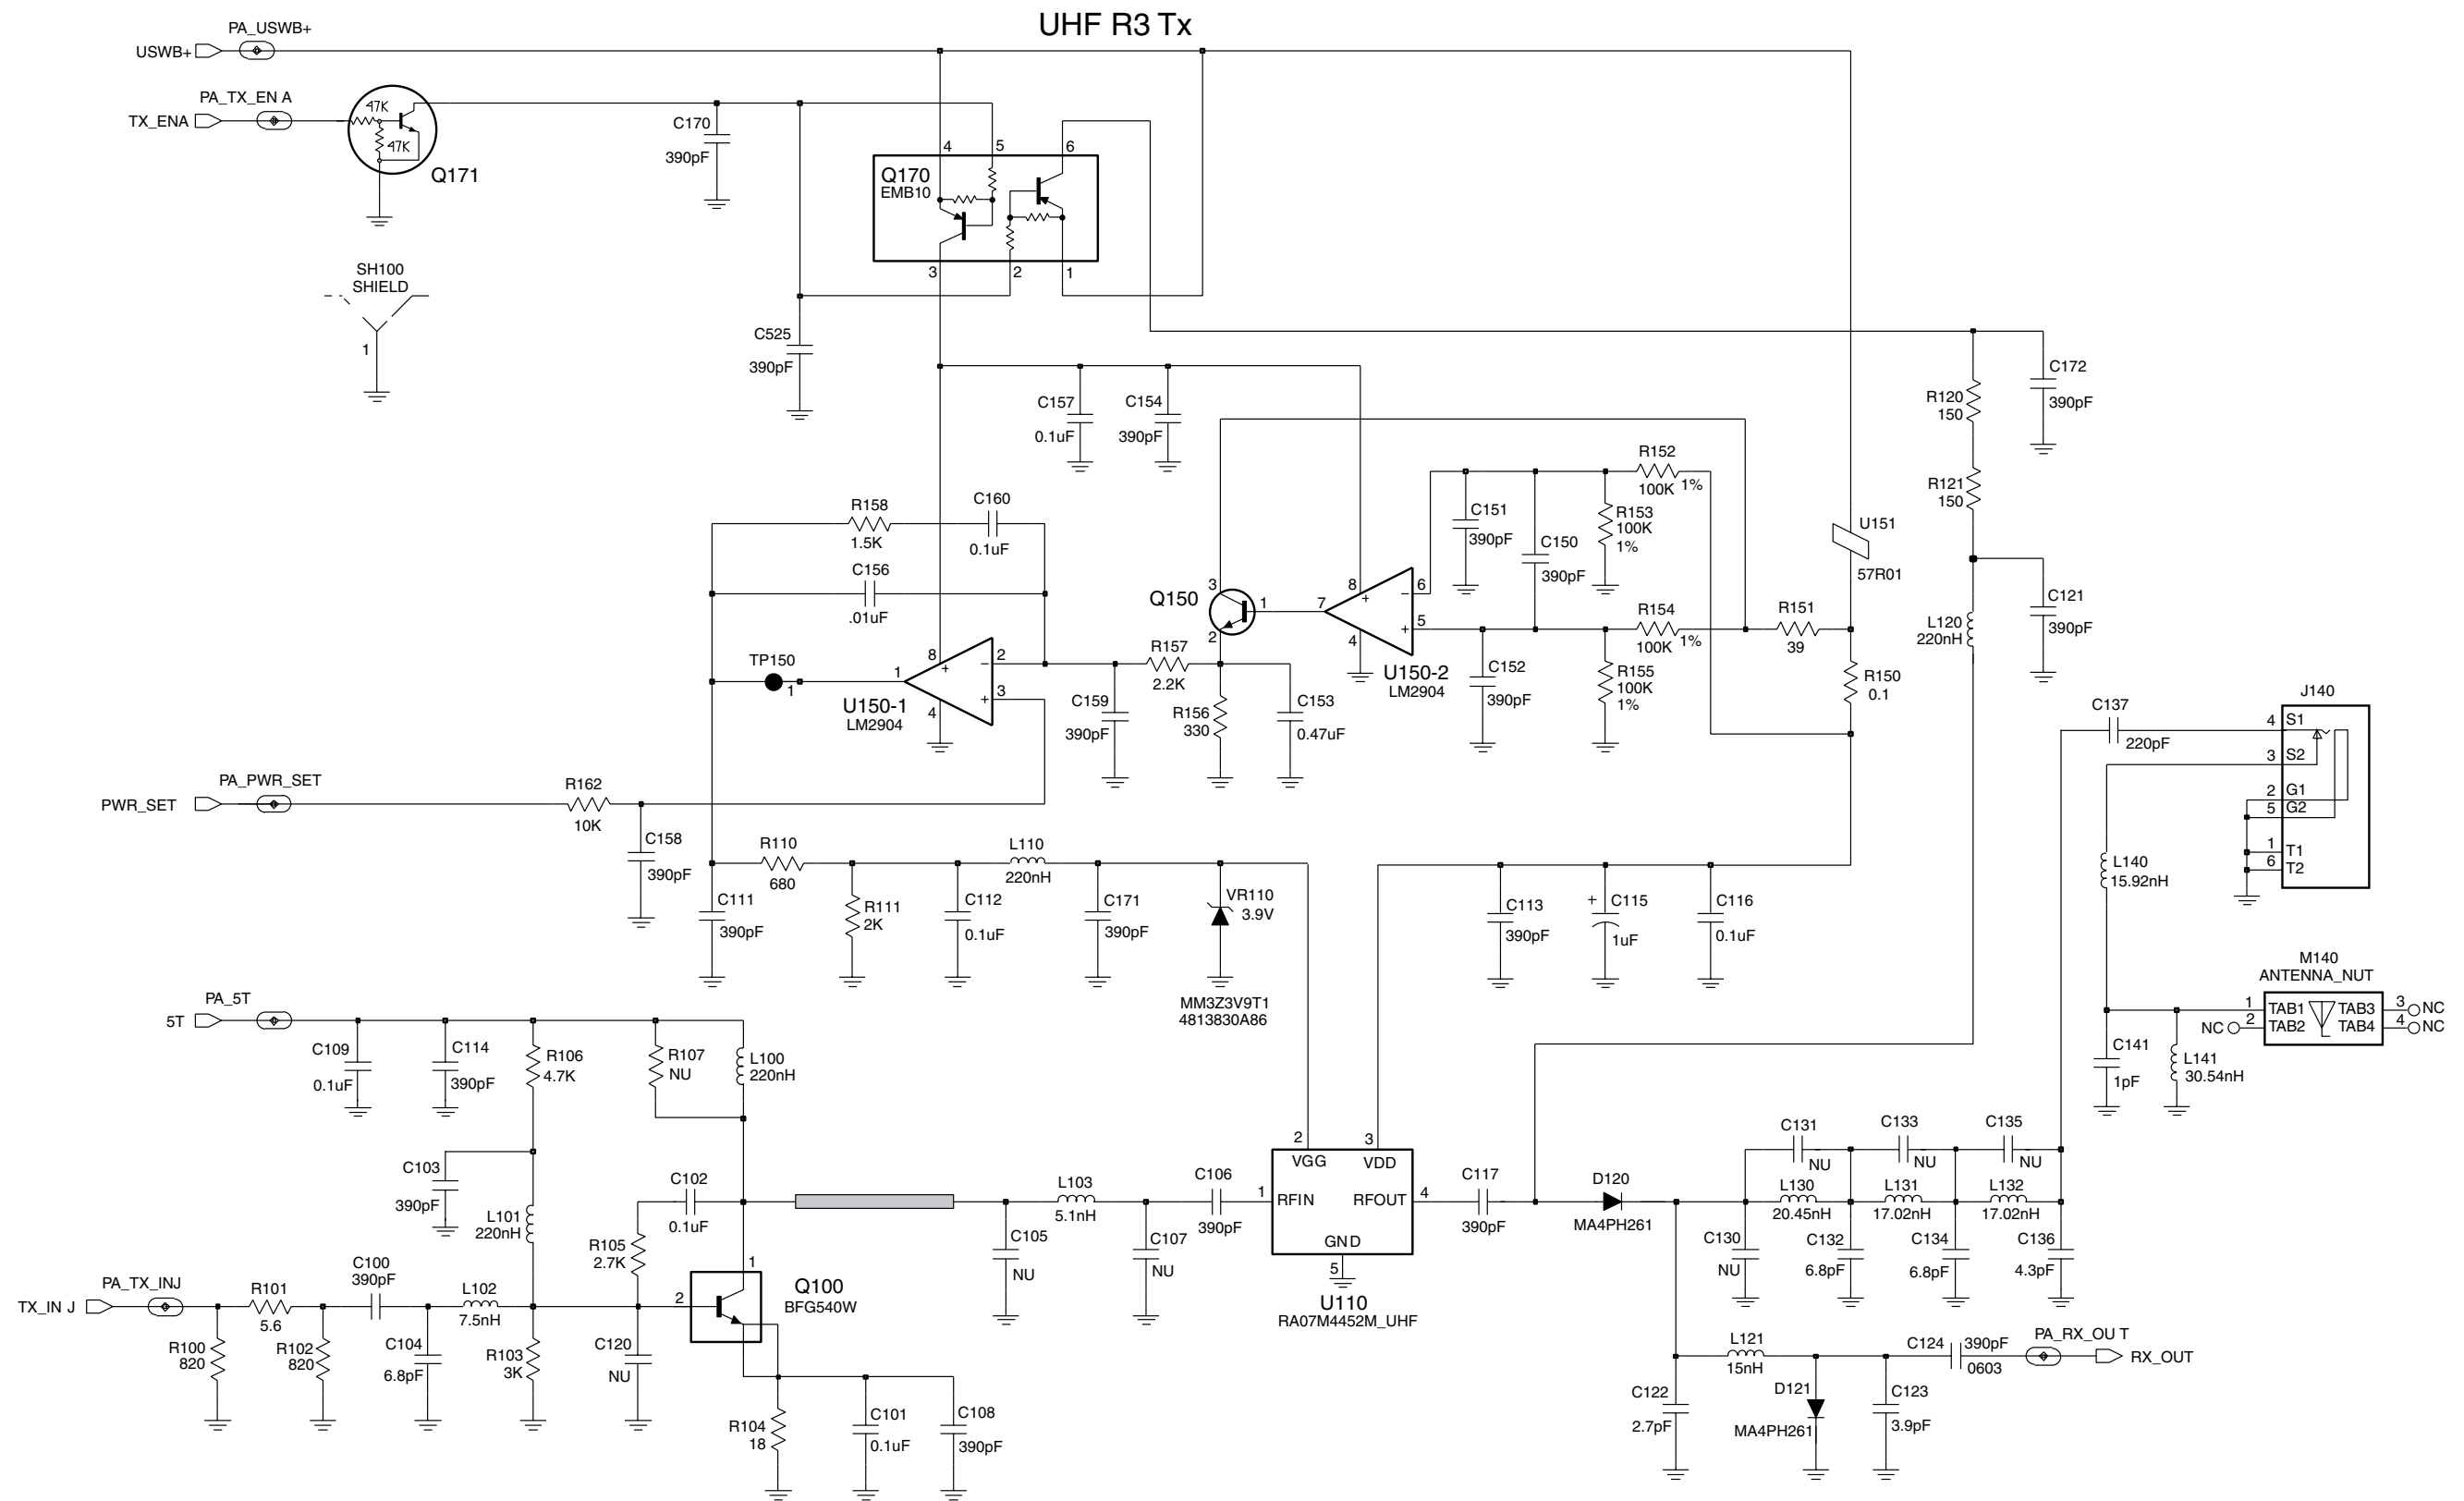 UHF R3 Tx
PA_USWB+
USWB+
PA_TX_EN A
TX_ENA
47K
47K
Q171
C170
390pF
4
5
6
Q170
EMB10
3
2
1
SH100
SHIELD
1
C525
390pF
C157
0.1uF
C154
390pF
C172
390pF
R120
150
R121
150
R152
100K 1%
C151
390pF
R153
100K
1%
C150
390pF
U151
57R01
R158
1.5K
C160
0.1uF
C156
.01uF
3
Q150
1
2
7
8
+
6
−
5
+
4
U150-2
LM2904
R154
100K 1%
R151
39
C121
390pF
L120
220nH
TP150
1
1
8
+
2
−
3
+
4
U150-1
LM2904
R157
2.2K
C159
390pF
R156
330
C153
0.47uF
C152
390pF
R155
100K
1%
R150
0.1
J140
C137
220pF
4 S1
3 S2
2 G1
5 G2
1 T1
6 T2
PA_PWR_SET
PWR_SET
R162
10K
C158
390pF
R110
680
L110
220nH
C111
390pF
R111
2K
C112
0.1uF
C171
390pF
VR110
3.9V
MM3Z3V9T1
4813830A86
C113
390pF
+ C115
1uF
C116
0.1uF
L140
15.92nH
M140
ANTENNA_NUT
1 TAB1 TAB3 3 NC
NC 2 TAB2 TAB4 4 NC
C141
1pF
L141
30.54nH
PA_5T
5T
C109
0.1uF
C114
390pF
R106
4.7K
R107
NU
L100
220nH
C103
390pF
L101
220nH
C102
0.1uF
R105
2.7K
L103
5.1nH
C105
NU
C107
NU
C106
390pF
2
3
VGG
VDD
1
RFIN
RFOUT
4
GND
5
U110
RA07M4452M_UHF
C117
390pF
D120
MA4PH261
C131
NU
C133
NU
C135
NU
L130
20.45nH
L131
17.02nH
L132
17.02nH
C130
NU
C132
6.8pF
C134
6.8pF
C136
4.3pF
PA_TX_INJ
TX_IN J
R101
5.6
C100
390pF
L102
7.5nH
R100
820
R102
820
C104
6.8pF
R103
3K
C120
NU
1
2
Q100
BFG540W
R104
18
C101
0.1uF
C108
390pF
L121
15nH
C124
390pF
0603
PA_RX_OU T
RX_OUT
C122
2.7pF
D121
MA4PH261
C123
3.9pF